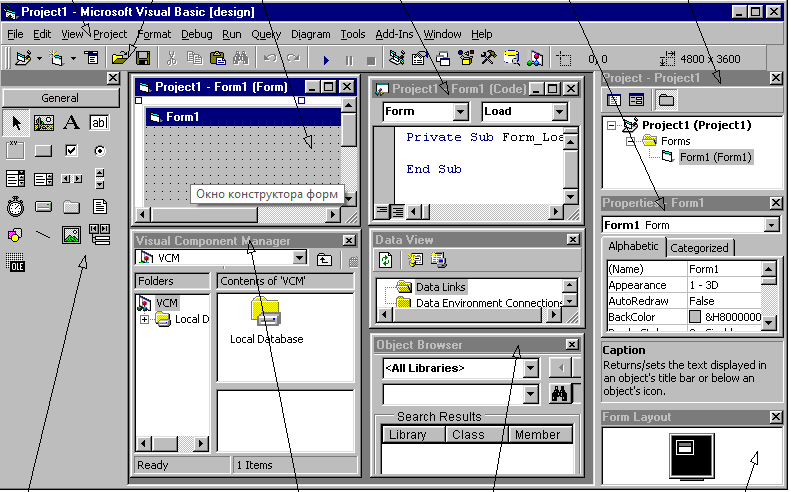 Project1 - Microsoft Visual Basic [design]
File Edit View Project Format Debug Run Query Diagram Tools Add-Ins Window Help
0, 0 4800 x 3600
General
A ab|
xy
OLE
Project1 - Form1 (Form)
Form1
Окно конструктора форм
Project1 - Form1 (Code)
Form Load
Private Sub Form_Loa
End Sub
Visual Component Manager
VCM
Folders Contents of 'VCM'
VCM
Local D
Local Database
Ready 1 Items
Data View
Data Links
Data Environment Connections
Object Browser
<All Libraries>
Search Results
Library Class Member
Project - Project1
Project1 (Project1)
Forms
Form1 (Form1)
Properties - Form1
Form1 Form
Alphabetic Categorized
(Name) Form1
Appearance 1 - 3D
AutoRedraw False
BackColor &H8000000
Caption
Returns/sets the text displayed in
an object's title bar or below an
object's icon.
Form Layout